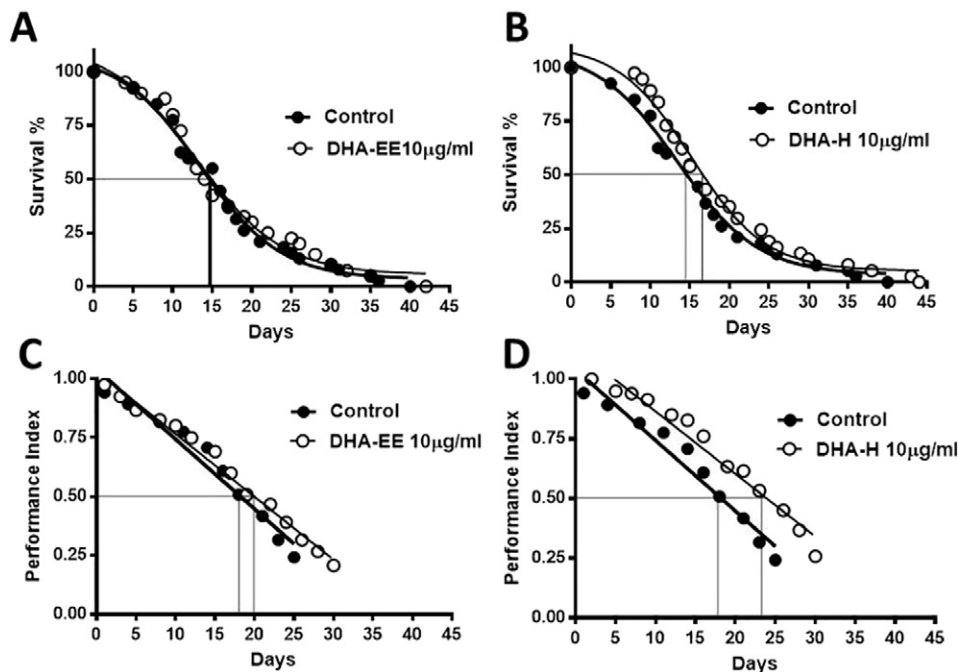 A
Survival %
100
75
50
25
0
Control
DHA-EE10µg/ml
0 5 10 15 20 25 30 35 40 45
Days
B
Survival %
100
75
50
25
0
Control
DHA-H 10µg/ml
0 5 10 15 20 25 30 35 40 45
Days
C
Performance Index
1.00
0.75
0.50
0.25
0.00
Control
DHA-EE 10µg/ml
0 5 10 15 20 25 30 35 40 45
Days
D
Performance Index
1.00
0.75
0.50
0.25
0.00
Control
DHA-H 10µg/ml
0 5 10 15 20 25 30 35 40 45
Days